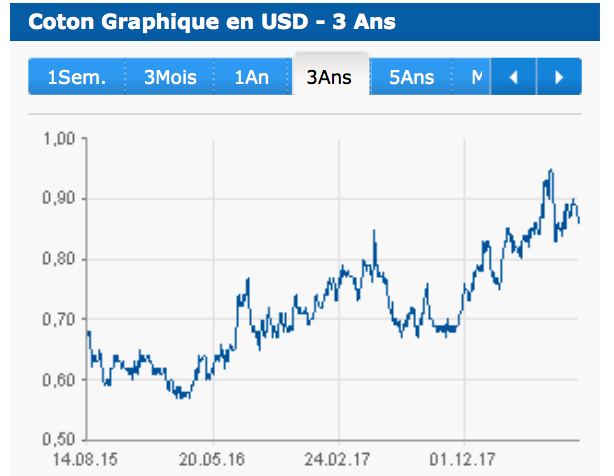 Coton Graphique en USD - 3 Ans
1Sem. 3Mois 1An 3Ans 5Ans
1,00
0,90
0,80
0,70
0,60
0,50
14.08.15 20.05.16 24.02.17 01.12.17